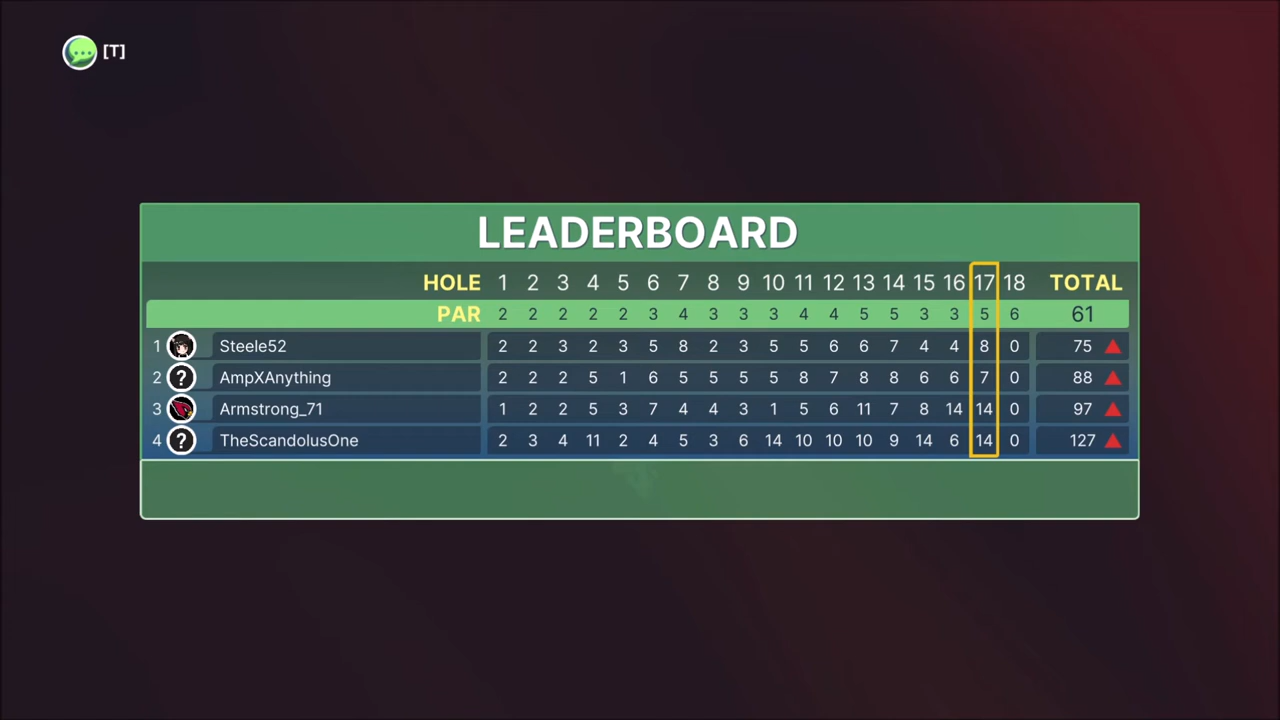 [T]
LEADERBOARD
HOLE 1 2 3 4 5 6 7 8 9 10 11 12 13 14 15 16 17 18 TOTAL
PAR 2 2 2 2 2 3 4 3 3 3 4 4 5 5 3 3 5 6 61
1 Steele52 2 2 3 2 3 5 8 2 3 5 5 6 6 7 4 4 8 0 75
2 ? AmpXAnything 2 2 2 5 1 6 5 5 5 5 8 7 8 8 6 6 7 0 88
3 Armstrong_71 1 2 2 5 3 7 4 4 3 1 5 6 11 7 8 14 14 0 97
4 ? TheScandolusOne 2 3 4 11 2 4 5 3 6 14 10 10 10 9 14 6 14 0 127